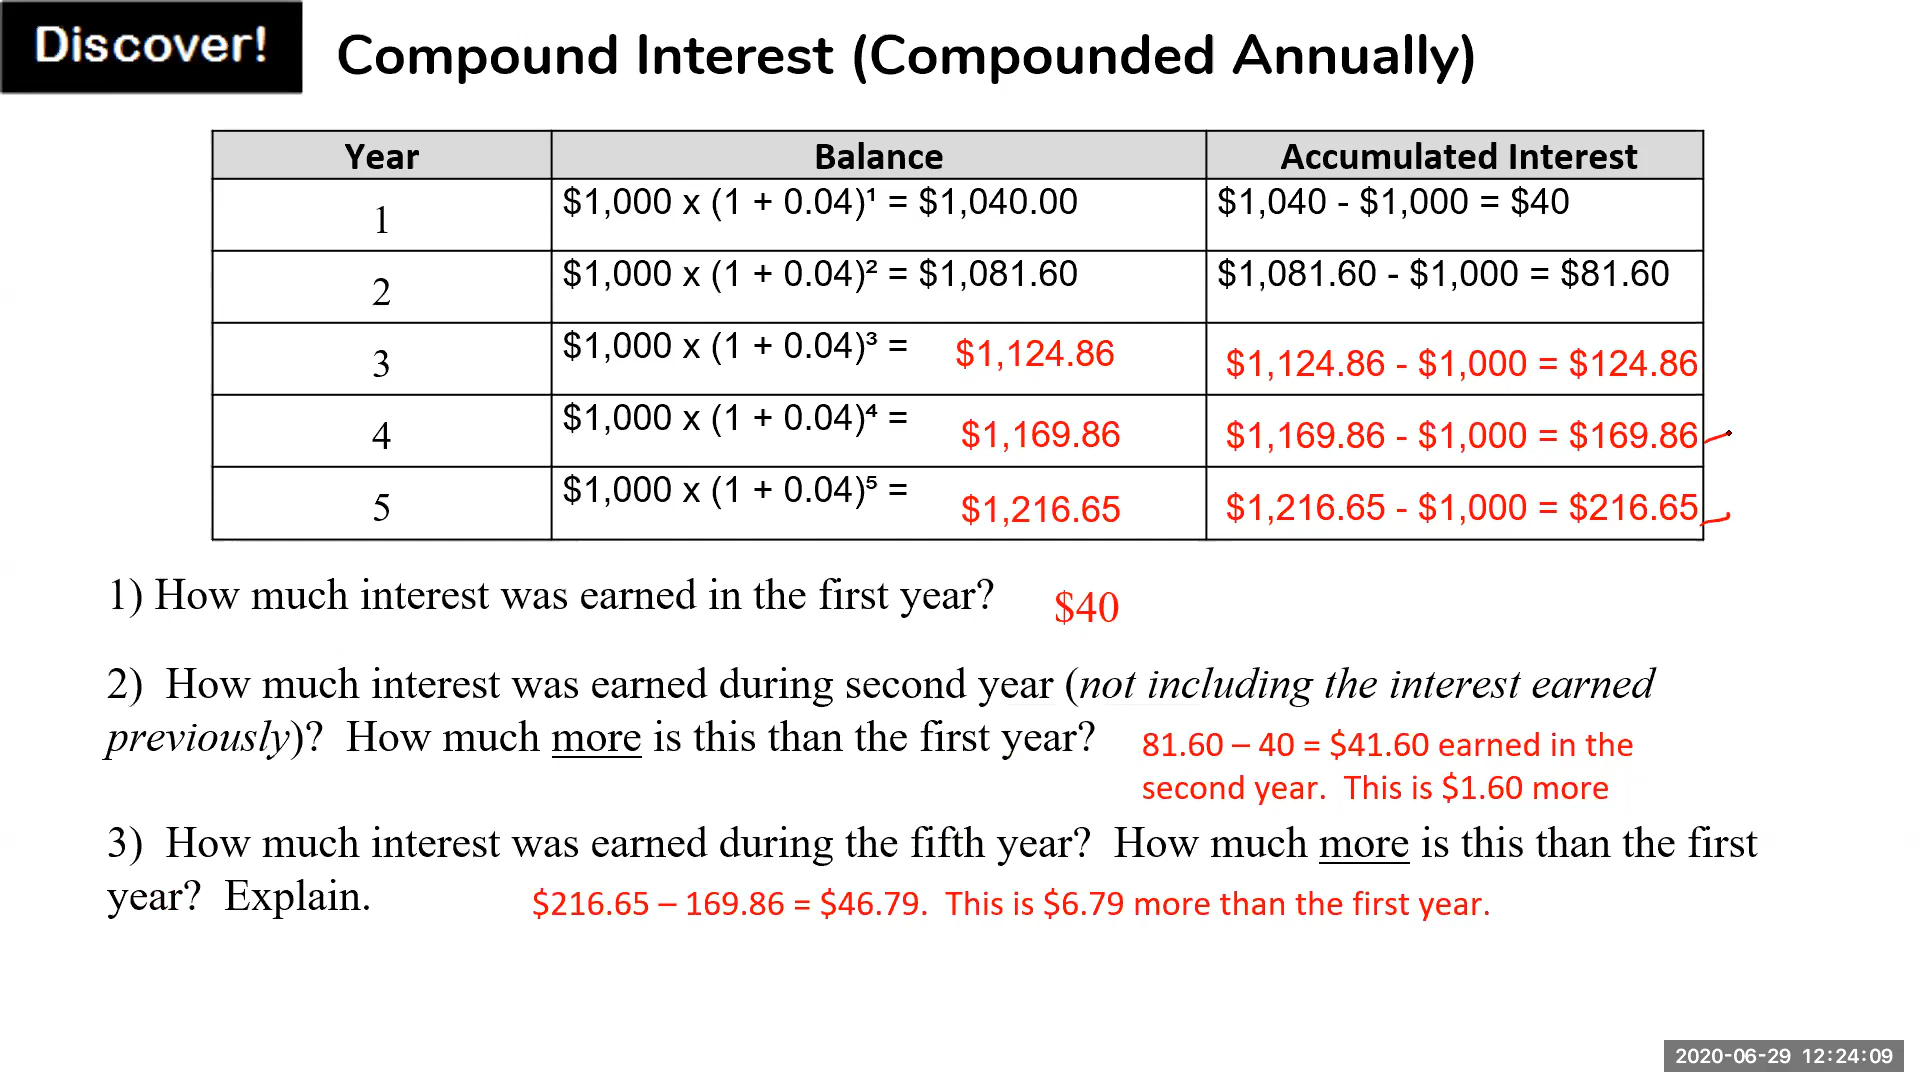 Discover!
Compound Interest (Compounded Annually)
Year Balance Accumulated Interest
1 $1,000 x (1 + 0.04)¹ = $1,040.00 $1,040 - $1,000 = $40
2 $1,000 x (1 + 0.04)² = $1,081.60 $1,081.60 - $1,000 = $81.60
3 $1,000 x (1 + 0.04)³ = $1,124.86 $1,124.86 - $1,000 = $124.86
4 $1,000 x (1 + 0.04)⁴ = $1,169.86 $1,169.86 - $1,000 = $169.86
5 $1,000 x (1 + 0.04)⁵ = $1,216.65 $1,216.65 - $1,000 = $216.65
1) How much interest was earned in the first year? $40
2) How much interest was earned during second year (not including the interest earned
previously)? How much more is this than the first year? 81.60 – 40 = $41.60 earned in the
second year. This is $1.60 more
3) How much interest was earned during the fifth year? How much more is this than the first
year? Explain. $216.65 – 169.86 = $46.79. This is $6.79 more than the first year.
2020-06-29 12:24:09